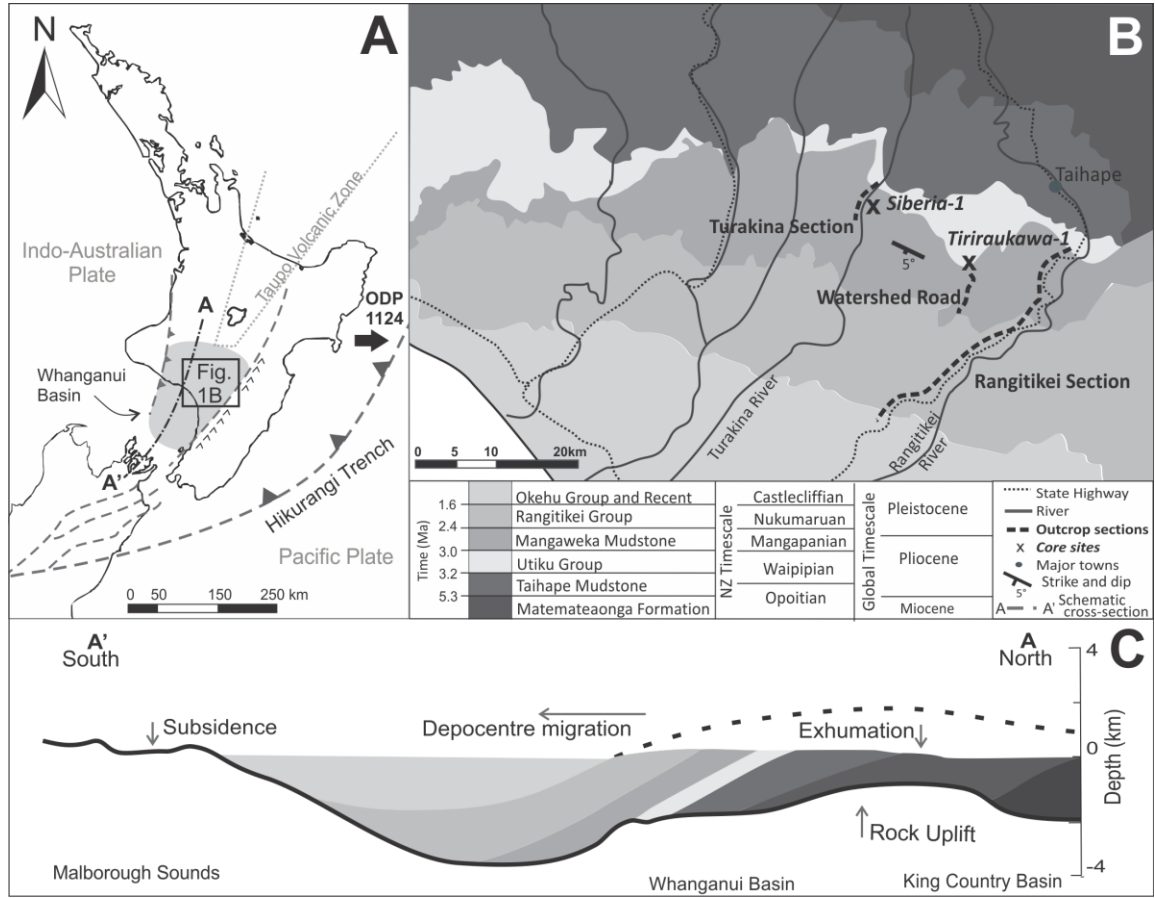 N
A
Indo-Australian
Plate
Taupo Volcanic Zone
ODP
1124
A
Fig.
1B
Whanganui
Basin
A'
Hikurangi Trench
Pacific Plate
0 50 100 150 250 km
B
Taihape
Siberia-1
Turakina Section
Tiriraukawa-1
5°
Watershed Road
Rangitikei Section
Turakina River
Rangitikei
River
0 5 10 20km
Time (Ma)
1.6
2.4
3.0
3.2
5.3
Okehu Group and Recent
Rangitikei Group
Mangaweka Mudstone
Utiku Group
Taihape Mudstone
Matemateaonga Formation
NZ Timescale
Castlecliffian
Nukumaruan
Mangapanian
Waipipian
Opoitian
Global Timescale
Pleistocene
Pliocene
Miocene
State Highway
River
Outcrop sections
x Core sites
Major towns
Strike and dip
5°
A A' Schematic
cross-section
C
A'
South
A
North
4
0
-4
Depth (km)
Subsidence
Depocentre migration
Exhumation
Rock Uplift
Malborough Sounds
Whanganui Basin
King Country Basin